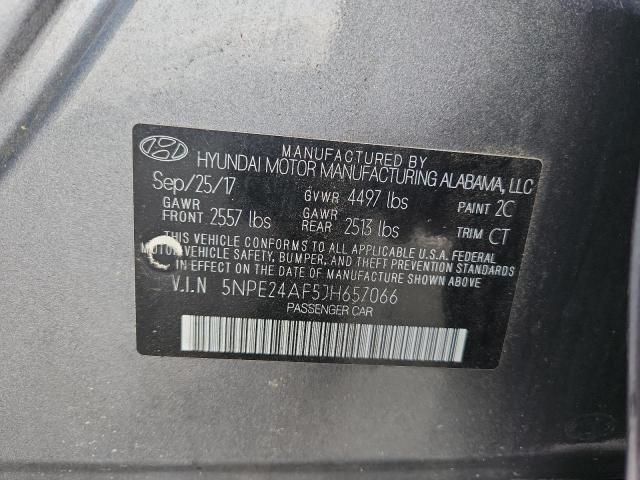 MANUFACTURED BY
HYUNDAI MOTOR MANUFACTURING ALABAMA, LLC
Sep/25/17 GVWR 4497 lbs PAINT 2C
GAWR FRONT 2557 lbs GAWR REAR 2513 lbs TRIM CT
THIS VEHICLE CONFORMS TO ALL APPLICABLE U.S.A. FEDERAL
MOTOR VEHICLE SAFETY, BUMPER, AND THEFT PREVENTION STANDARDS
IN EFFECT ON THE DATE OF MANUFACTURE SHOWN ABOVE
V.I.N 5NPE24AF5JH657066
PASSENGER CAR